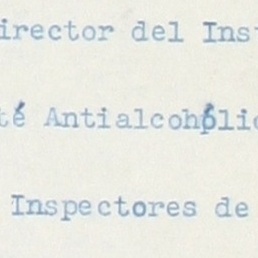 irector del Ins
té Antialcohólic
Inspectores de